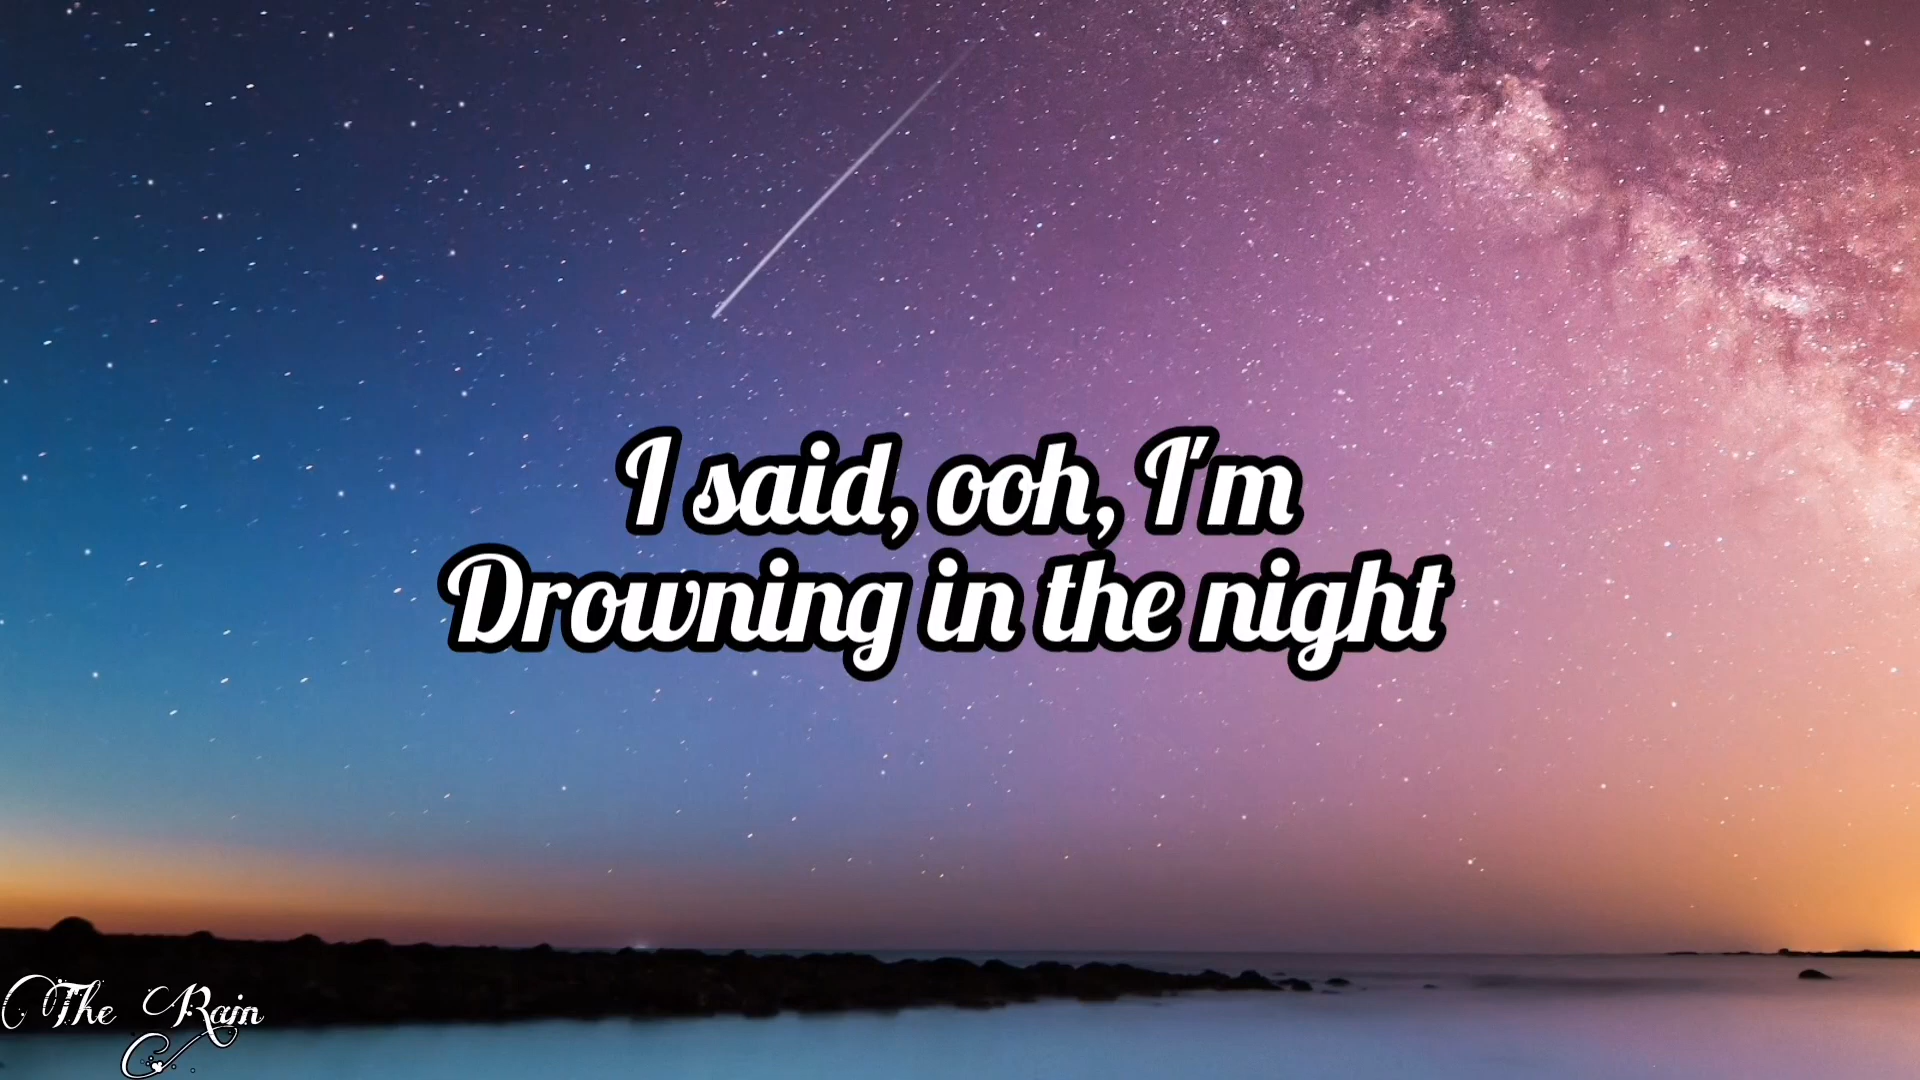 I said, ooh, I'm
Drowning in the night
The Rain